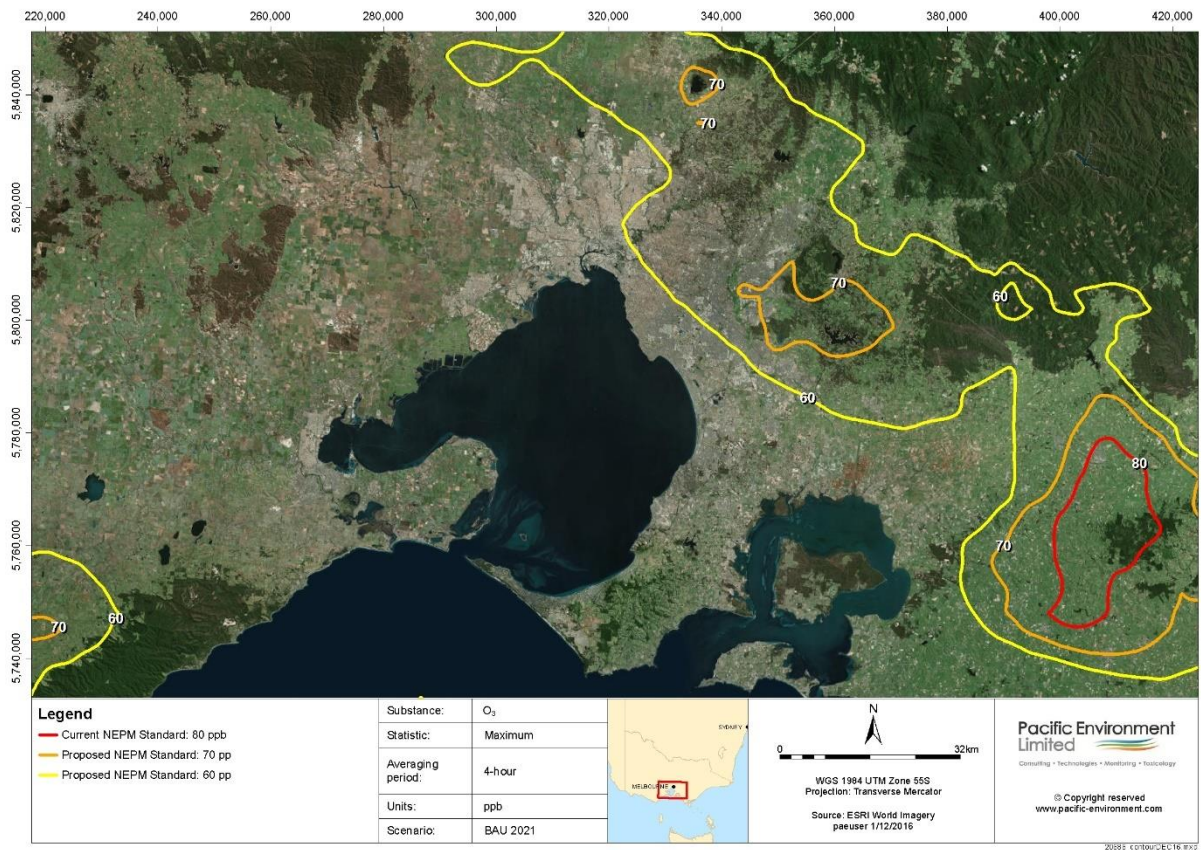 220,000 240,000 260,000 280,000 300,000 320,000 340,000 360,000 380,000 400,000 420,000
5,840,000
5,820,000
5,800,000
5,780,000
5,760,000
5,740,000
70
70
70
60
60
80
70
60
70
Legend
Current NEPM Standard: 80 ppb
Proposed NEPM Standard: 70 pp
Proposed NEPM Standard: 60 pp
Substance: O₃
Statistic: Maximum
Averaging
period: 4-hour
Units: ppb
Scenario: BAU 2021
SYDNEY
MELBOURNE
N
0 32km
WGS 1984 UTM Zone 55S
Projection: Transverse Mercator
Source: ESRI World Imagery
paeuser 1/12/2016
Pacific Environment
Limited
Consulting • Technologies • Monitoring • Toxicology
© Copyright reserved
www.pacific-environment.com